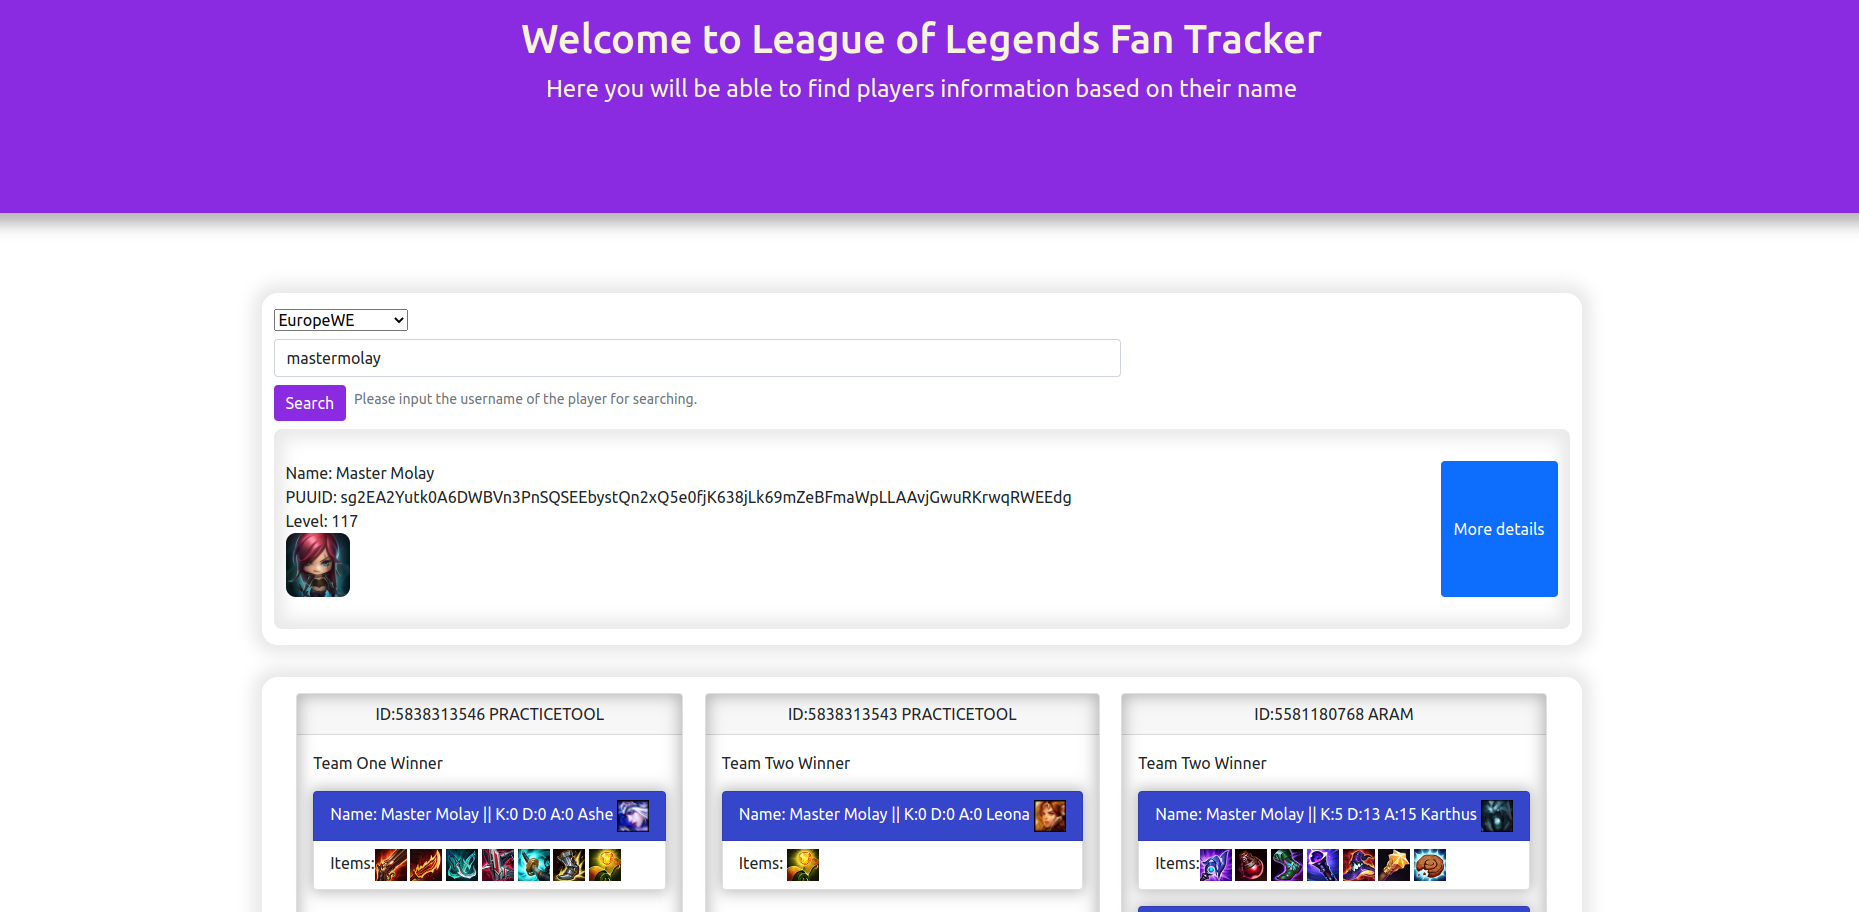 Welcome to League of Legends Fan Tracker
Here you will be able to find players information based on their name
EuropeWE
mastermolay
Search Please input the username of the player for searching.
Name: Master Molay
PUUID: sg2EA2Yutk0A6DWBVn3PnSQSEEbystQn2xQ5e0fjK638jLk69mZeBFmaWpLLAAvjGwuRKrwqRWEEdg
Level: 117
More details
ID:5838313546 PRACTICETOOL
Team One Winner
Name: Master Molay || K:0 D:0 A:0 Ashe
Items:
ID:5838313543 PRACTICETOOL
Team Two Winner
Name: Master Molay || K:0 D:0 A:0 Leona
Items:
ID:5581180768 ARAM
Team Two Winner
Name: Master Molay || K:5 D:13 A:15 Karthus
Items: